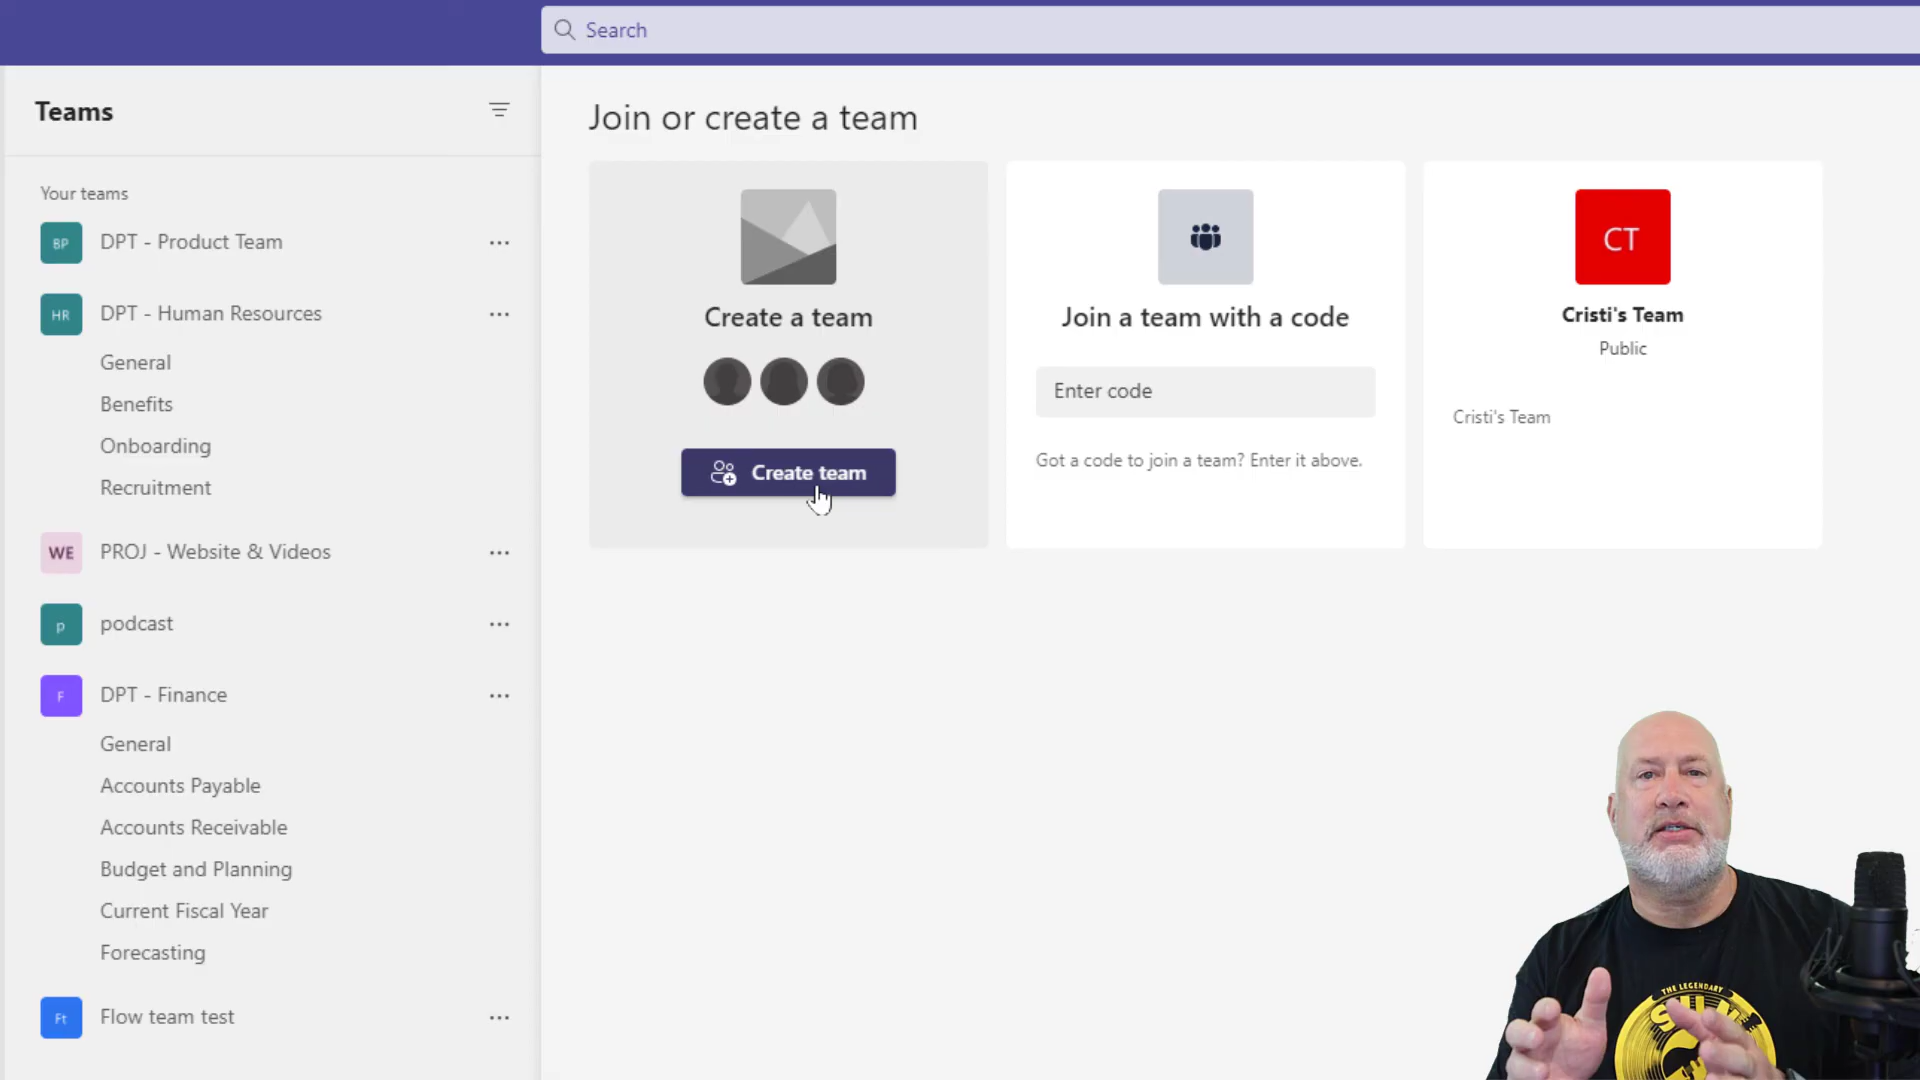 Search
Teams
Your teams
BP DPT - Product Team
HR DPT - Human Resources
General
Benefits
Onboarding
Recruitment
WE PROJ - Website & Videos
p podcast
F DPT - Finance
General
Accounts Payable
Accounts Receivable
Budget and Planning
Current Fiscal Year
Forecasting
Ft Flow team test
Join or create a team
Create a team
Create team
Join a team with a code
Enter code
Got a code to join a team? Enter it above.
CT
Cristi's Team
Public
Cristi's Team
THE LEGENDARY